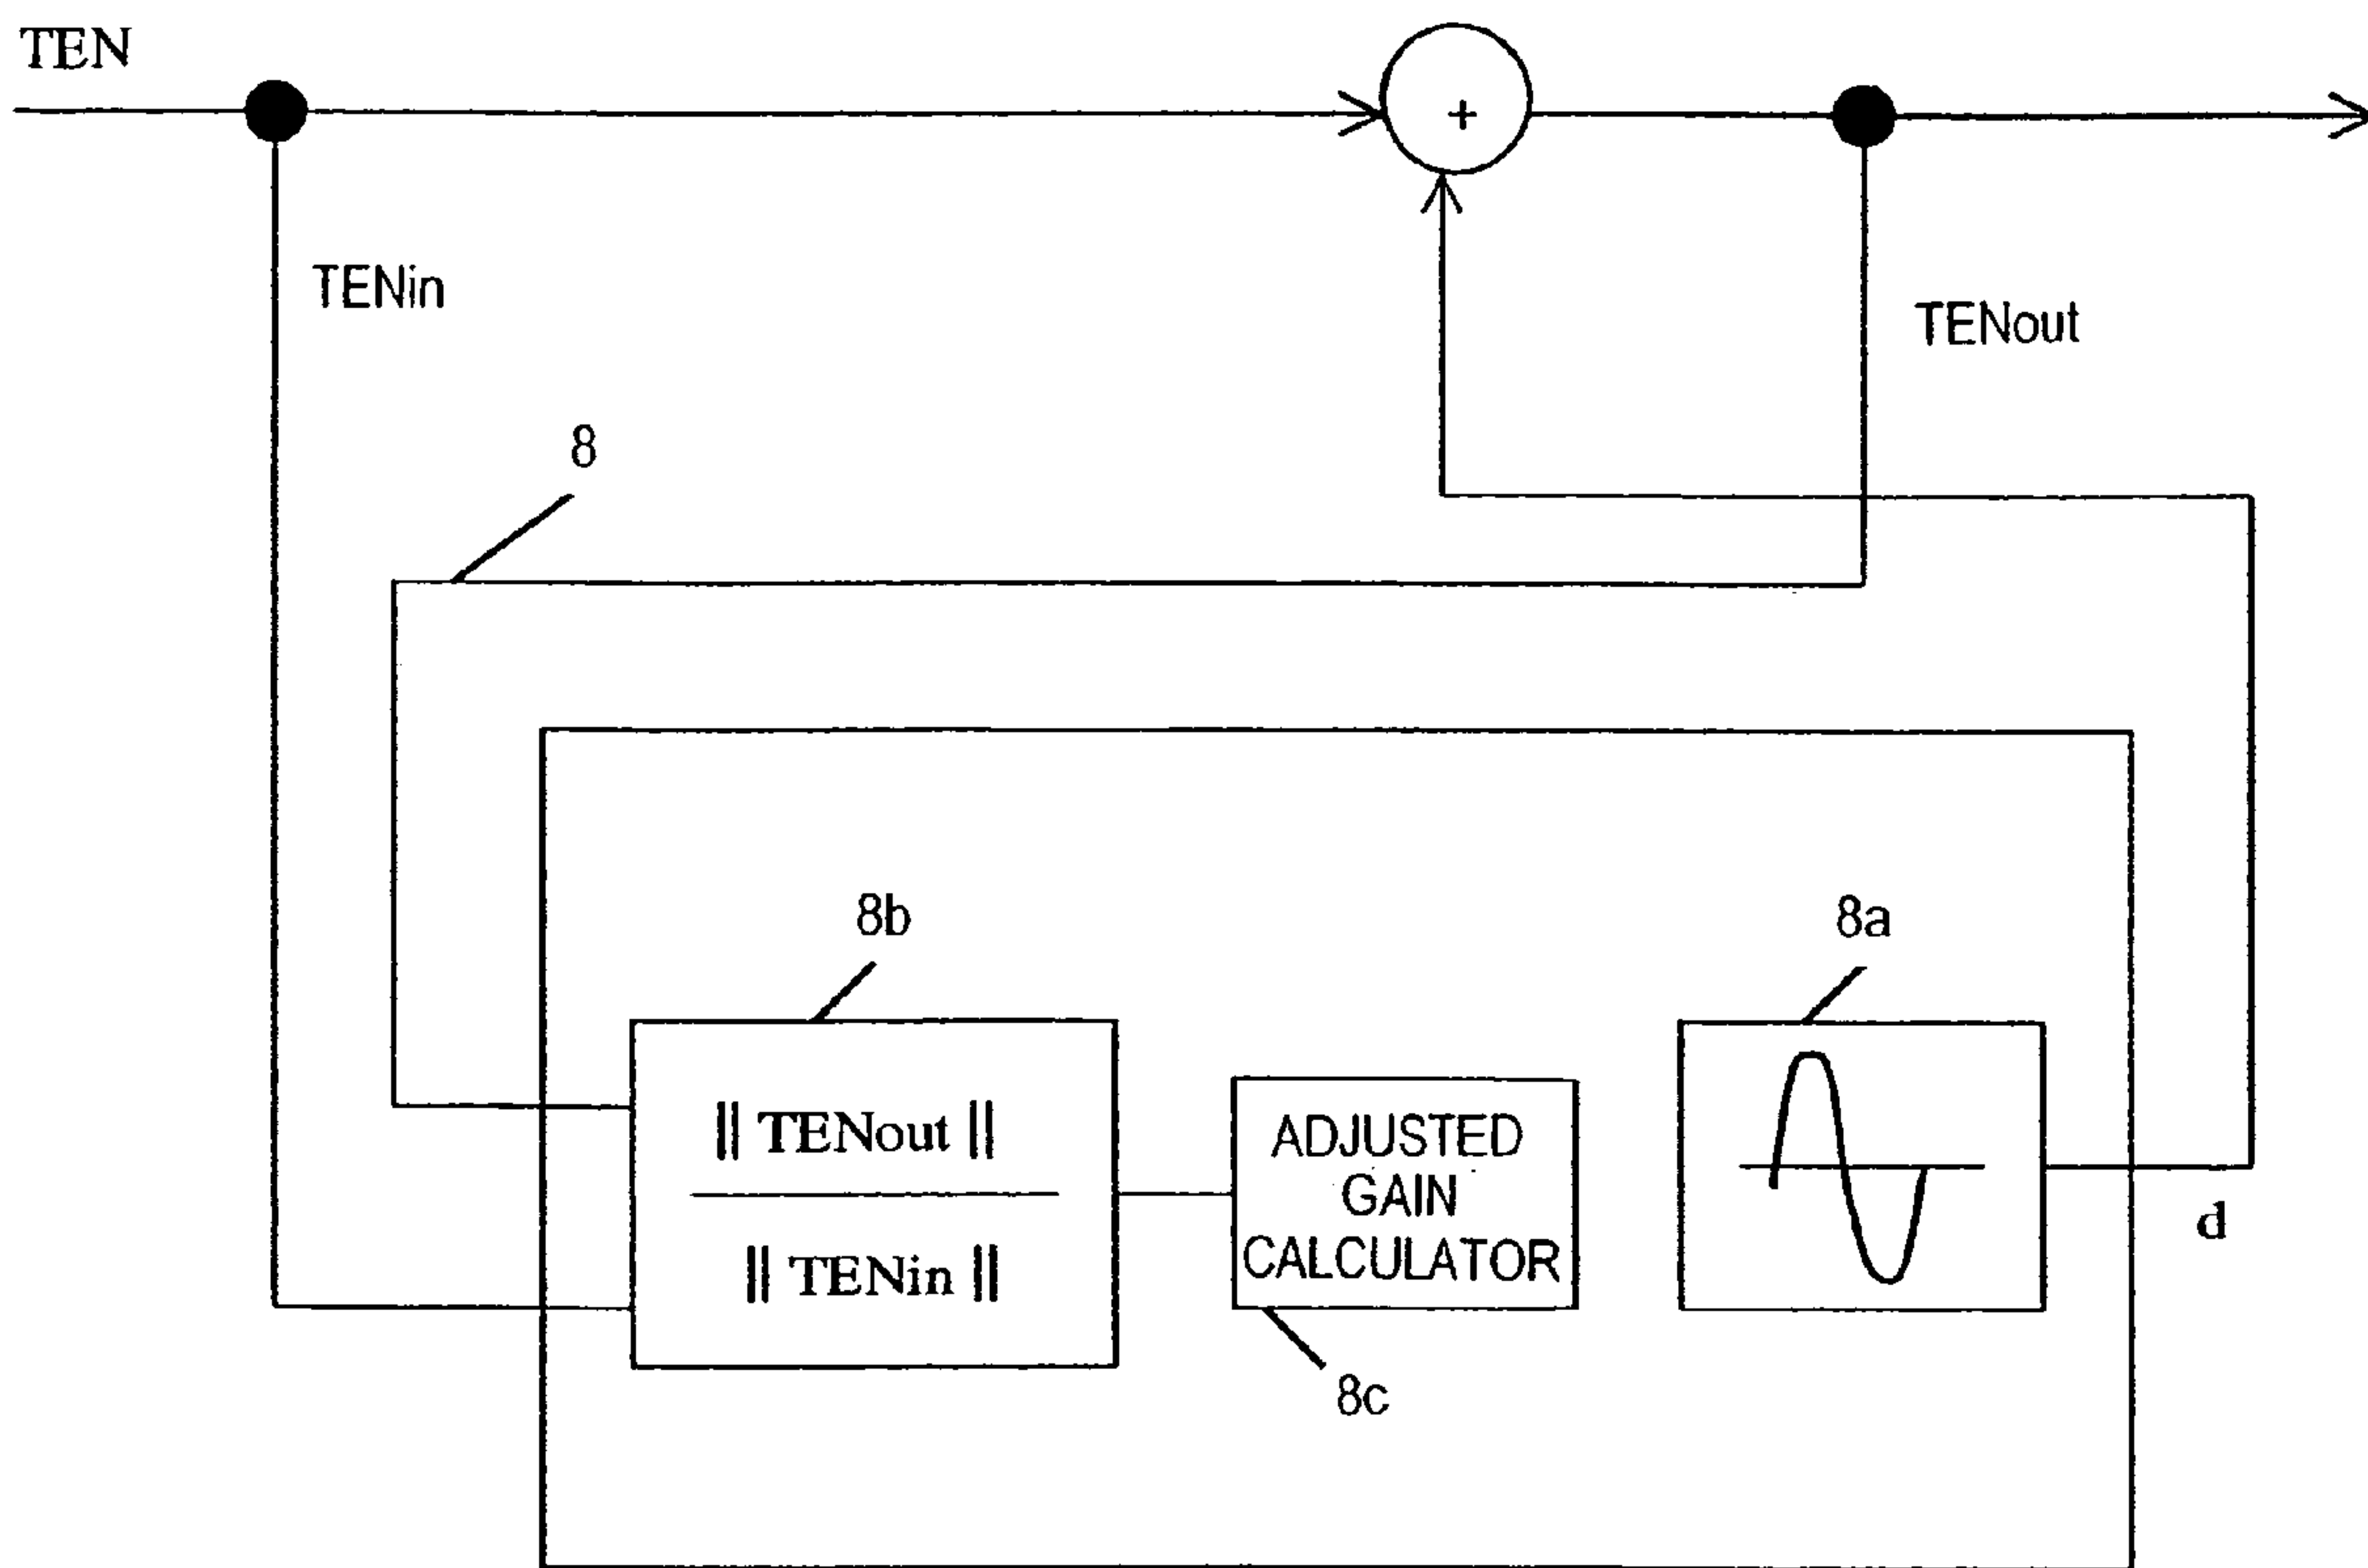 TEN
+
TENin
TENout
8
8b
8a
|| TENout ||
|| TENin ||
ADJUSTED
GAIN
CALCULATOR
d
8c